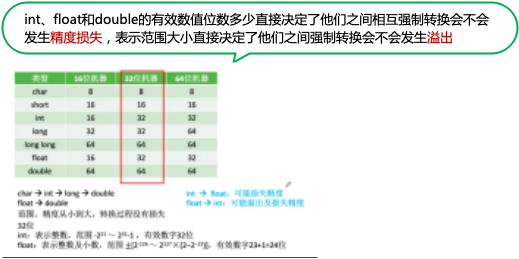 int、float和double的有效数值位数多少直接决定了他们之间相互强制转换会不会
发生精度损失，表示范围大小直接决定了他们之间强制转换会不会发生溢出
类型 16位机器 32位机器 64位机器
char 8 8 8
short 16 16 16
int 16 32 32
long 32 32 64
long long 64 64 64
float 16 32 32
double 64 64 64
char → int → long → double
int → float：可能损失精度
float → double
float → int：可能溢出及损失精度
范围、精度从小到大，转换过程没有损失
32位
int：表示整数，范围 -2³¹ ~ 2³¹-1，有效数字32位
float：表示整数及小数，范围 ±[2⁻¹²⁶ ~ 2¹²⁷×(2−2⁻²³)]，有效数字23+1=24位